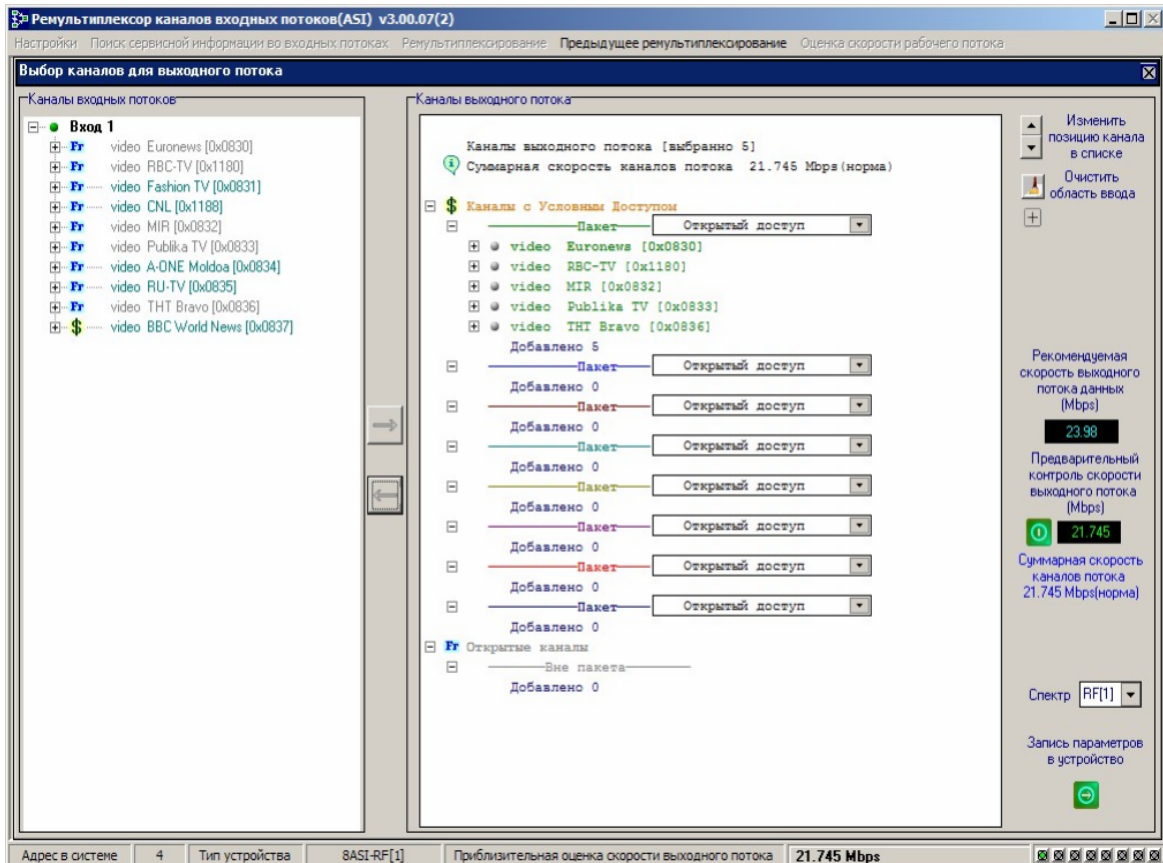 Ремультиплексор каналов входных потоков(ASI) v3.00.07(2)
Настройки Поиск сервисной информации во входных потоках Ремультиплексирование Предыдущее ремультиплексирование Оценка скорости рабочего потока
Выбор каналов для выходного потока
Каналы входных потоков
Вход 1
Fr video Euronews [0x0830]
Fr video RBC-TV [0x1180]
Fr video Fashion TV [0x0831]
Fr video CNL [0x1188]
Fr video MIR [0x0832]
Fr video Publika TV [0x0833]
Fr video A-ONE Moldoa [0x0834]
Fr video RU-TV [0x0835]
Fr video THT Bravo [0x0836]
$ video BBC World News [0x0837]
Каналы выходного потока
Каналы выходного потока [выбранно 5]
Суммарная скорость каналов потока 21.745 Mbps(норма)
$ Каналы с Условным Доступом
Пакет Открытый доступ
video Euronews [0x0830]
video RBC-TV [0x1180]
video MIR [0x0832]
video Publika TV [0x0833]
video THT Bravo [0x0836]
Добавлено 5
Пакет Открытый доступ
Добавлено 0
Пакет Открытый доступ
Добавлено 0
Пакет Открытый доступ
Добавлено 0
Пакет Открытый доступ
Добавлено 0
Пакет Открытый доступ
Добавлено 0
Пакет Открытый доступ
Добавлено 0
Пакет Открытый доступ
Добавлено 0
Fr Открытые каналы
Вне пакета
Добавлено 0
Изменить
позицию канала
в списке
Очистить
область ввода
Рекомендуемая
скорость выходного
потока данных
(Mbps)
23.98
Предварительный
контроль скорости
выходного потока
(Mbps)
21.745
Суммарная скорость
каналов потока
21.745 Mbps(норма)
Спектр RF[1]
Запись параметров
в устройство
Адрес в системе 4 Тип устройства 8ASI-RF[1] Приблизительная оценка скорости выходного потока 21.745 Mbps